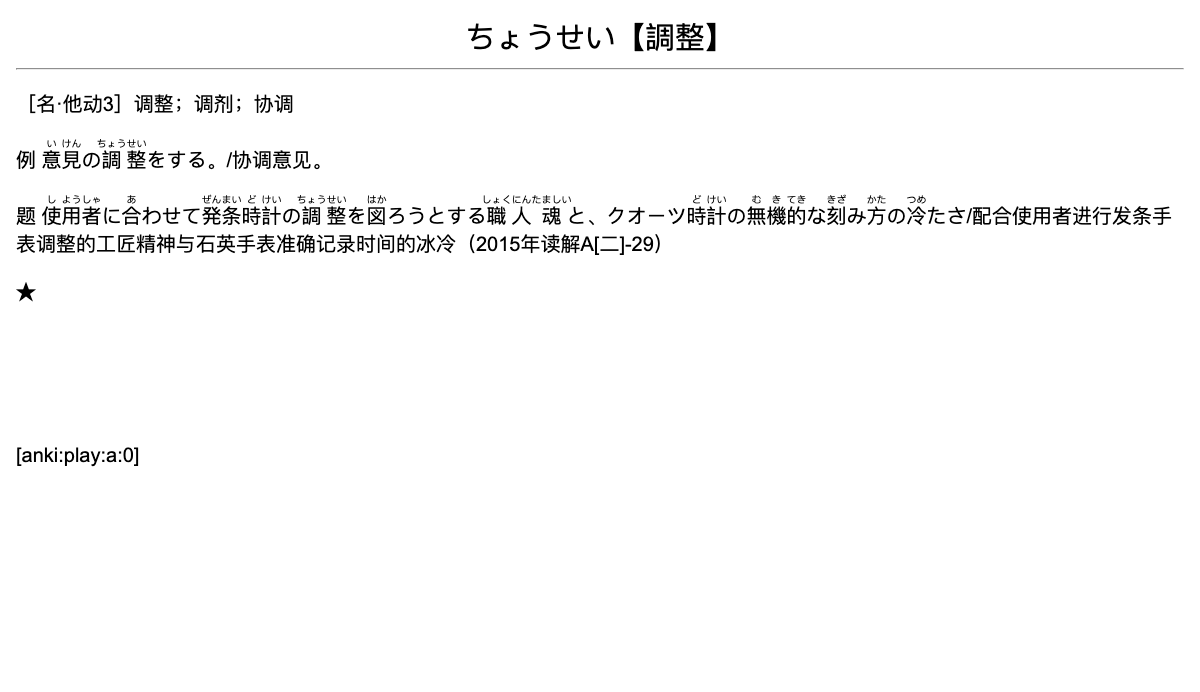 ちょうせい【調整】
［名·他动3］调整；调剂；协调
い けん ちょうせい
例 意見の調整をする。/协调意见。
し ようしゃ あ ぜんまい ど けい ちょうせい はか しょくにんたましい ど けい む き てき きざ かた つめ
题 使用者に合わせて発条時計の調整を図ろうとする職人魂と、クオーツ時計の無機的な刻み方の冷たさ/配合使用者进行发条手
表调整的工匠精神与石英手表准确记录时间的冰冷（2015年读解A[二]-29）
★
[anki:play:a:0]